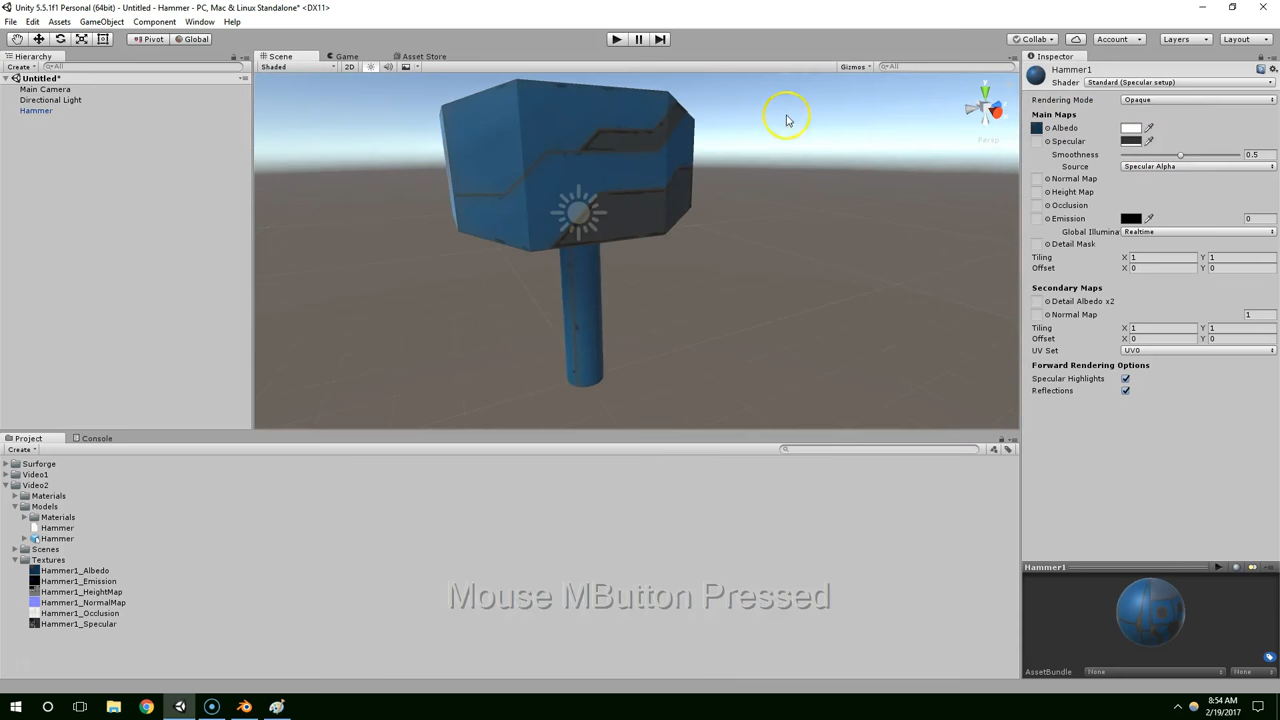 Unity 5.5.1f1 Personal (64bit) - Untitled - Hammer - PC, Mac & Linux Standalone* <DX11>
File Edit Assets GameObject Component Window Help
Pivot Global Collab Account Layers Layout
Hierarchy
Create All
Untitled*
Main Camera
Directional Light
Hammer
Scene Game Asset Store
Shaded 2D Gizmos All
y
Persp
Inspector
Hammer1
Shader Standard (Specular setup)
Rendering Mode Opaque
Main Maps
Albedo
Specular
Smoothness 0.5
Source Specular Alpha
Normal Map
Height Map
Occlusion
Emission 0
Global Illumina Realtime
Detail Mask
Tiling X 1 Y 1
Offset X 0 Y 0
Secondary Maps
Detail Albedo x2
Normal Map 1
Tiling X 1 Y 1
Offset X 0 Y 0
UV Set UV0
Forward Rendering Options
Specular Highlights
Reflections
Project Console
Create
Surforge
Video1
Video2
Materials
Models
Materials
Hammer
Hammer
Scenes
Textures
Hammer1_Albedo
Hammer1_Emission
Hammer1_HeightMap
Hammer1_NormalMap
Hammer1_Occlusion
Hammer1_Specular
Mouse MButton Pressed
Hammer1
AssetBundle None None
8:54 AM
2/19/2017